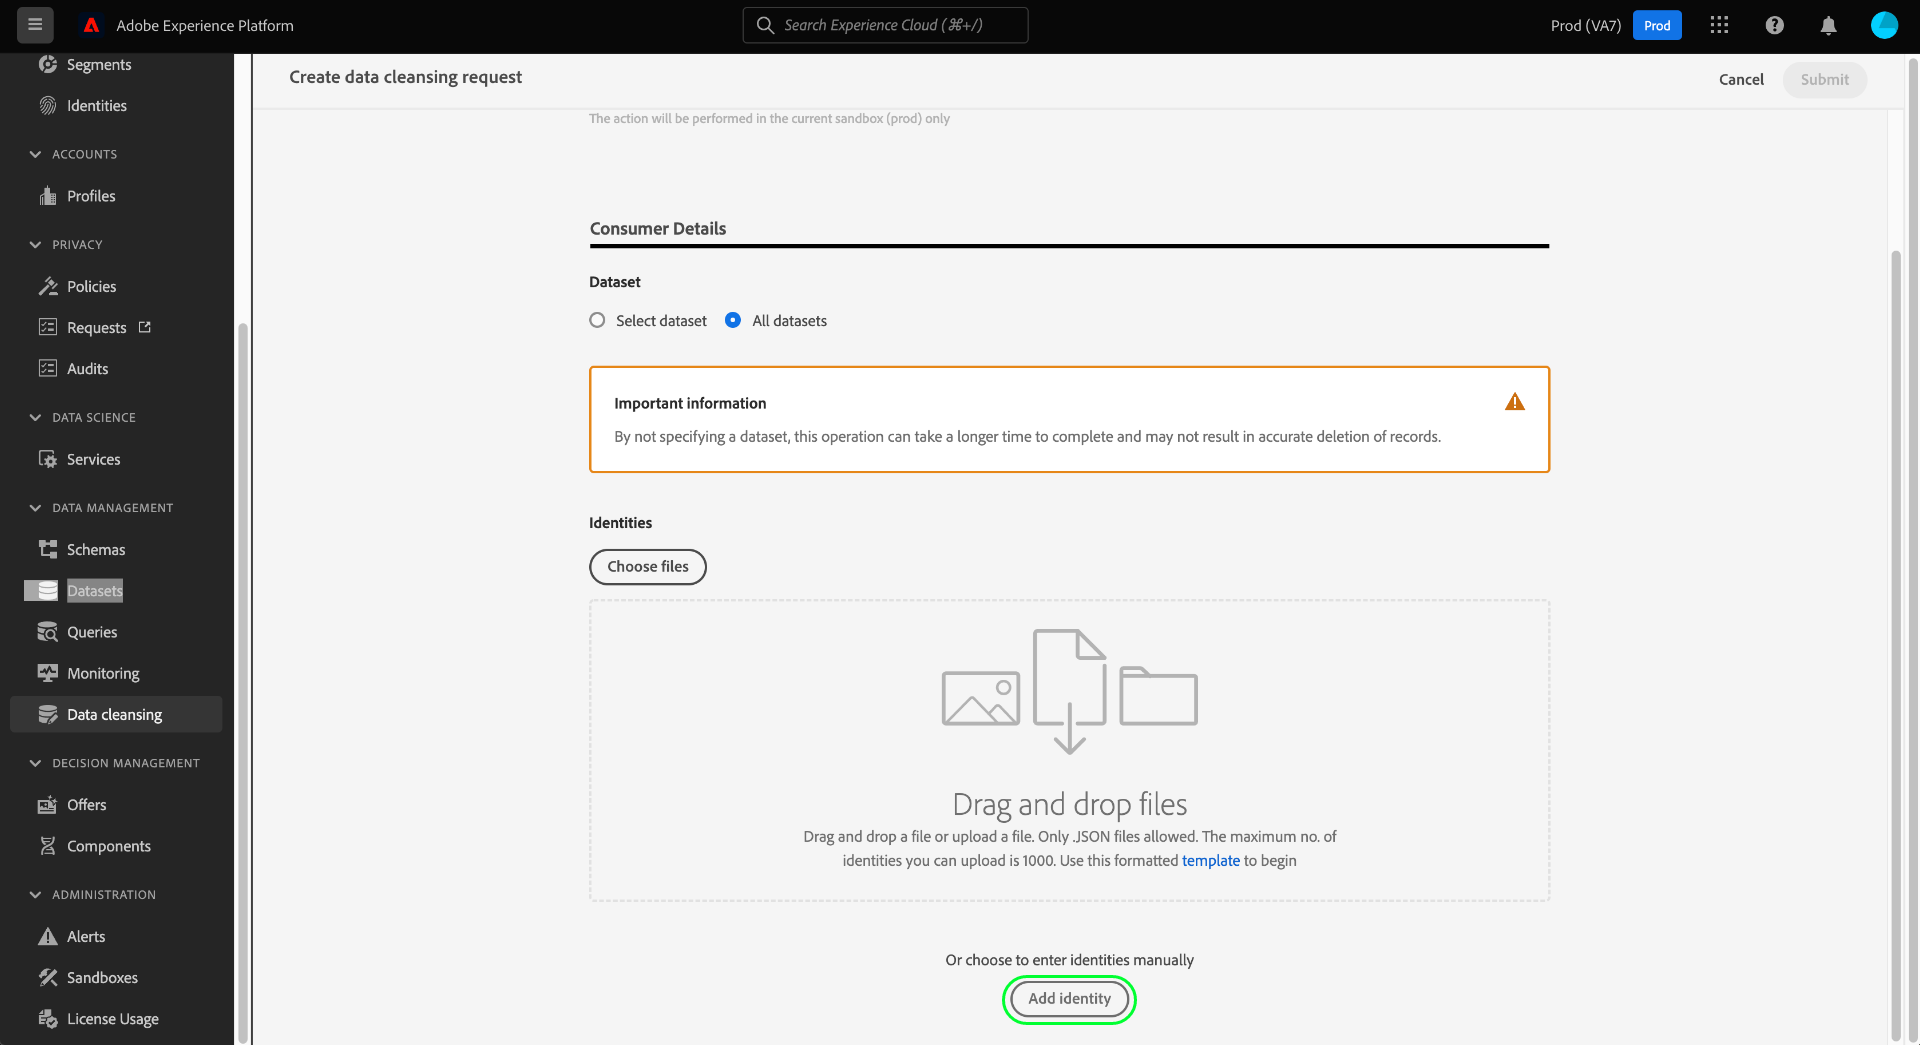 Adobe Experience Platform
Search Experience Cloud (⌘+/)
Prod (VA7)
Prod
Segments
Identities
ACCOUNTS
Profiles
PRIVACY
Policies
Requests
Audits
DATA SCIENCE
Services
DATA MANAGEMENT
Schemas
Datasets
Queries
Monitoring
Data cleansing
DECISION MANAGEMENT
Offers
Components
ADMINISTRATION
Alerts
Sandboxes
License Usage
Create data cleansing request
Cancel
Submit
The action will be performed in the current sandbox (prod) only
Consumer Details
Dataset
Select dataset
All datasets
Important information
By not specifying a dataset, this operation can take a longer time to complete and may not result in accurate deletion of records.
Identities
Choose files
Drag and drop files
Drag and drop a file or upload a file. Only .JSON files allowed. The maximum no. of
identities you can upload is 1000. Use this formatted template to begin
Or choose to enter identities manually
Add identity